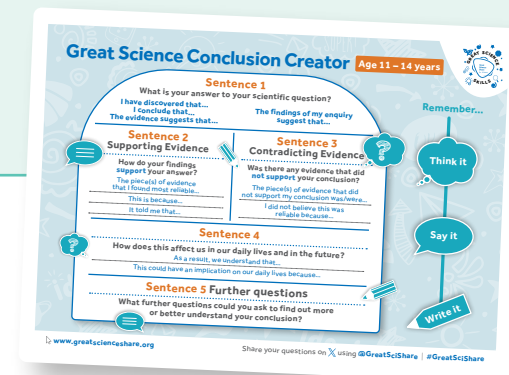 Great Science Conclusion Creator
Age 11 – 14 years
GREAT SCIENCE SKILLS
Sentence 1
What is your answer to your scientific question?
I have discovered that...
I conclude that...
The evidence suggests that...
The findings of my enquiry
suggest that...
Sentence 2
Supporting Evidence
How do your findings
support your answer?
The piece(s) of evidence
that I found most reliable...
This is because...
It told me that...
Sentence 3
Contradicting Evidence
Was there any evidence that did
not support your conclusion?
The piece(s) of evidence that did
not support my conclusion was/were...
I did not believe this was
reliable because...
Sentence 4
How does this affect us in our daily lives and in the future?
As a result, we understand that...
This could have an implication on our daily lives because...
Sentence 5 Further questions
What further questions could you ask to find out more
or better understand your conclusion?
Remember...
Think it
Say it
Write it
www.greatscienceshare.org
Share your questions on X using @GreatSciShare | #GreatSciShare